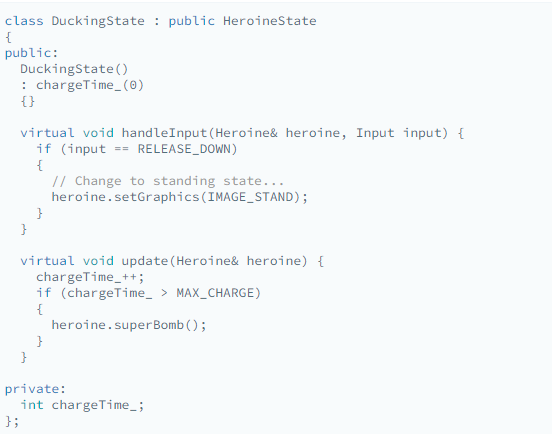 class DuckingState : public HeroineState
{
public:
  DuckingState()
  : chargeTime_(0)
  {}

  virtual void handleInput(Heroine& heroine, Input input) {
    if (input == RELEASE_DOWN)
    {
      // Change to standing state...
      heroine.setGraphics(IMAGE_STAND);
    }
  }

  virtual void update(Heroine& heroine) {
    chargeTime_++;
    if (chargeTime_ > MAX_CHARGE)
    {
      heroine.superBomb();
    }
  }

private:
  int chargeTime_;
};